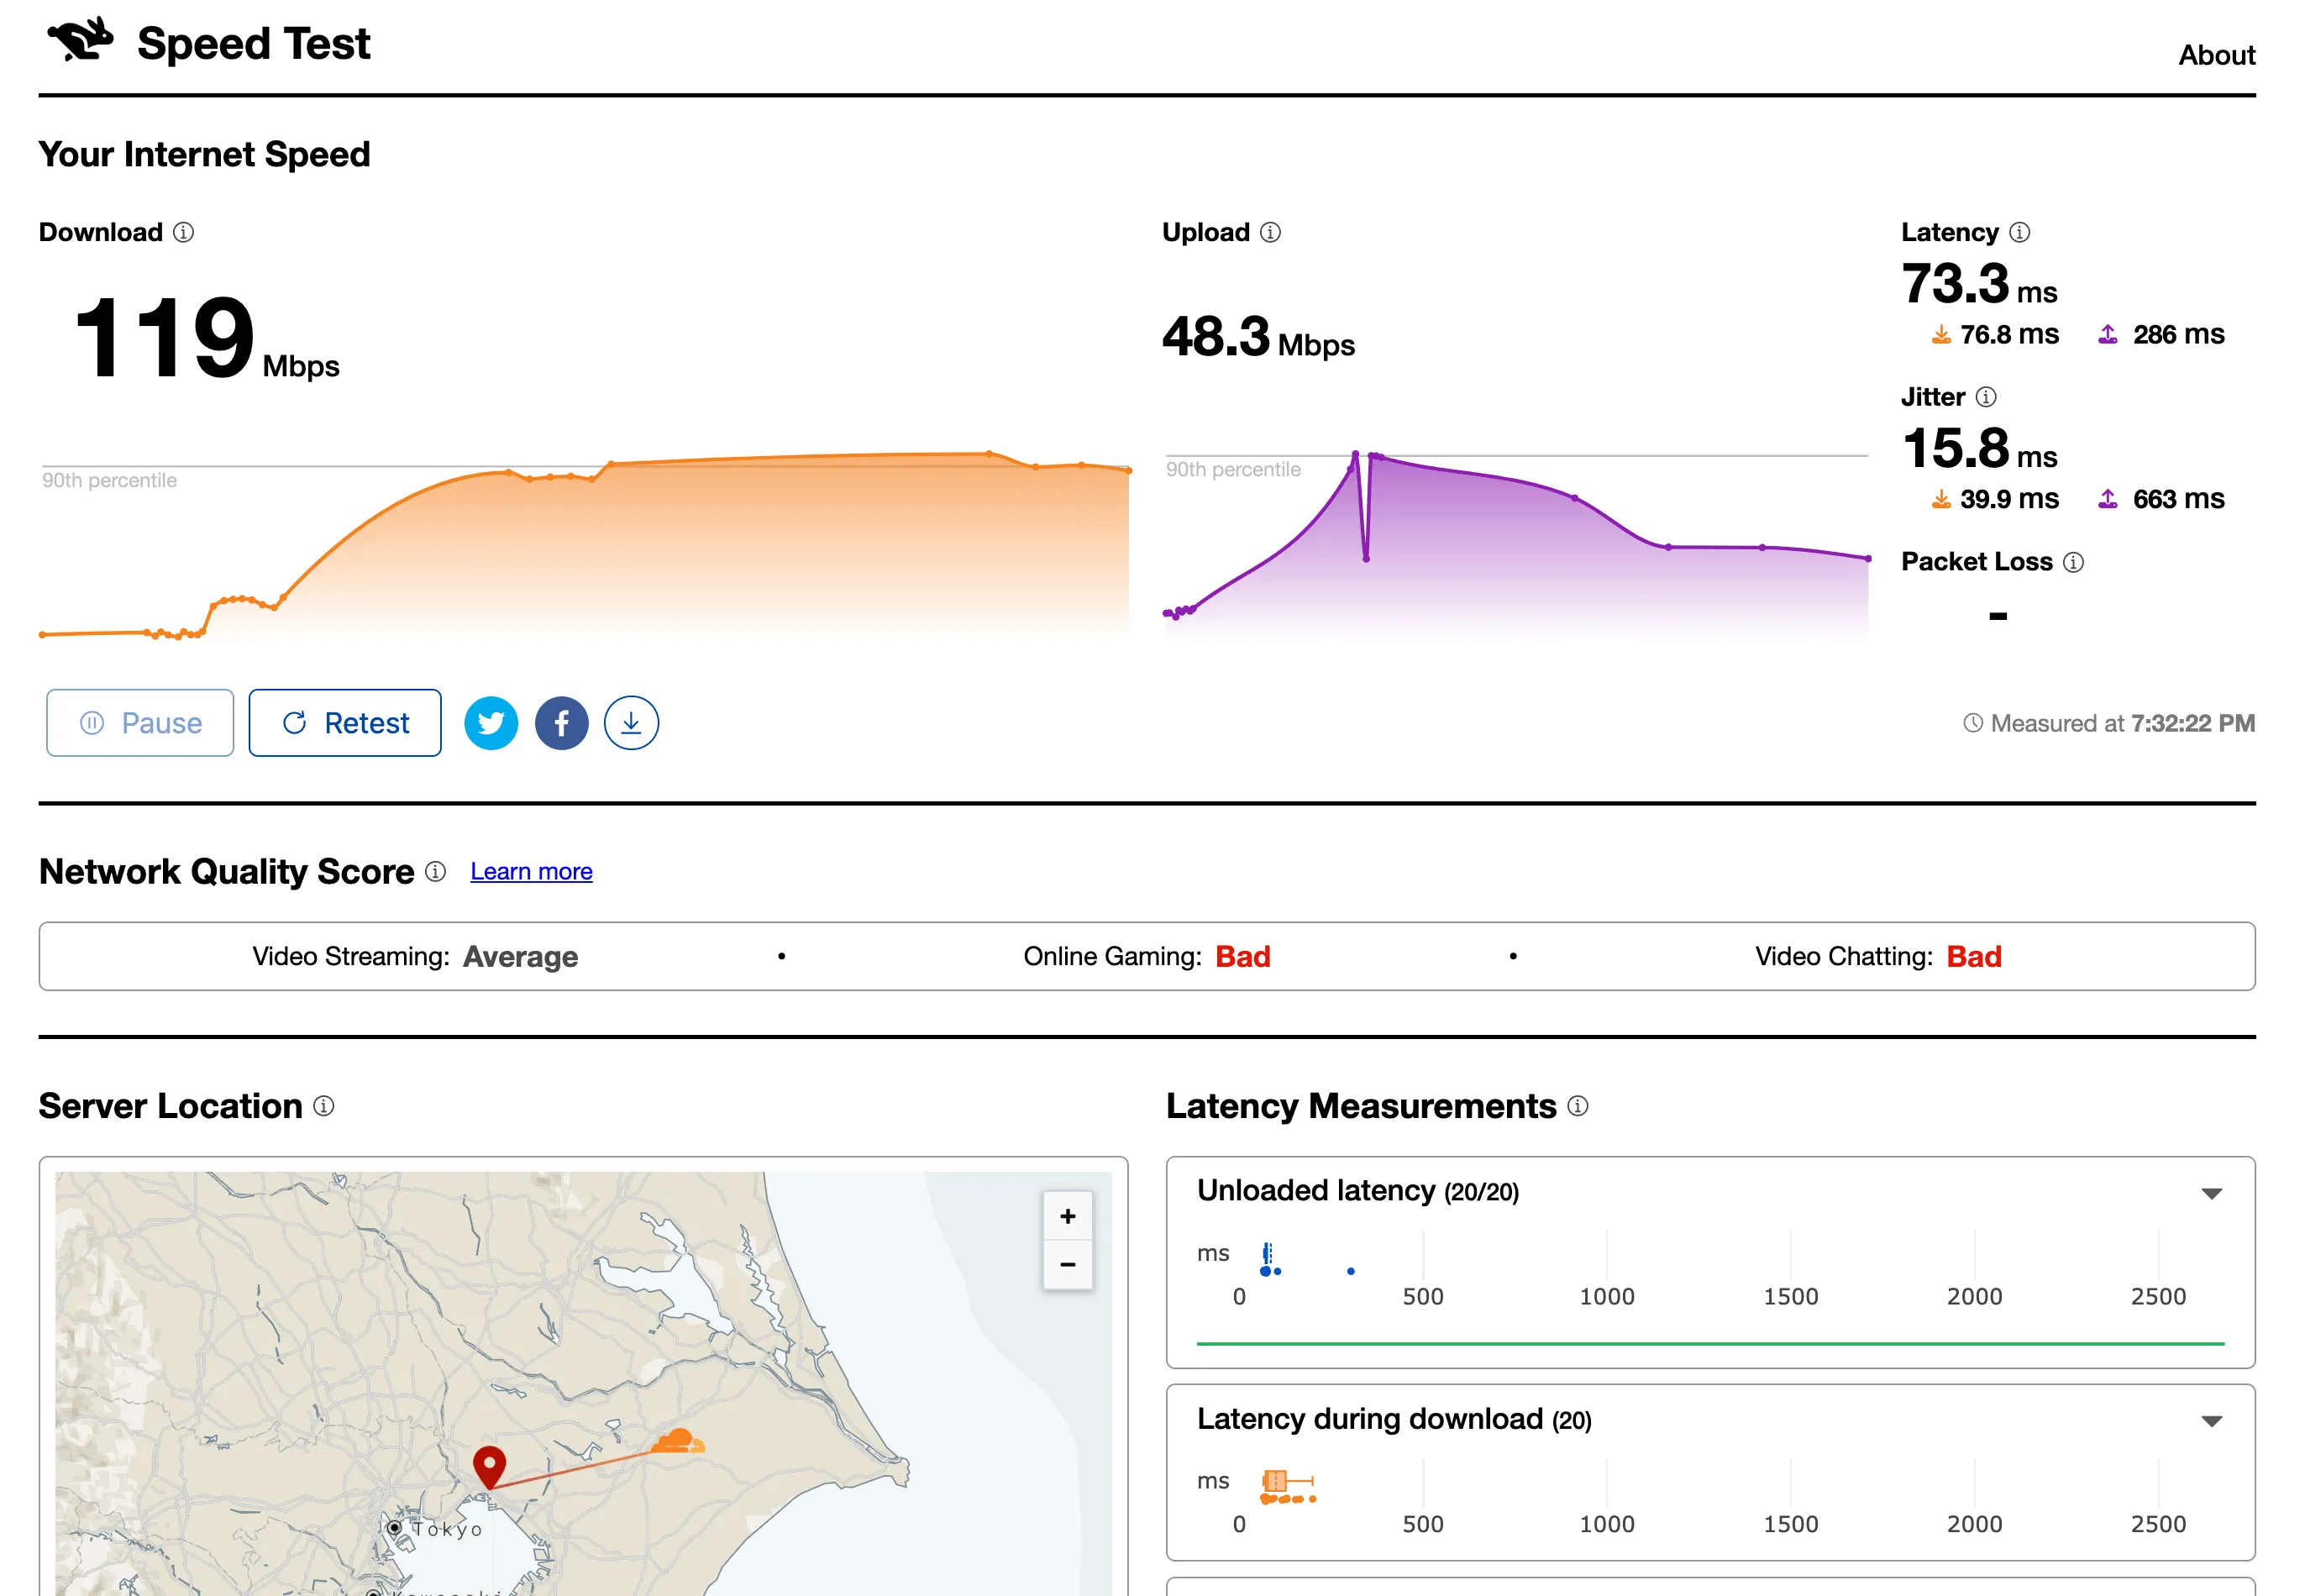 Speed Test
About
Your Internet Speed
Download
119 Mbps
90th percentile
Upload
48.3 Mbps
90th percentile
Latency
73.3 ms
76.8 ms 286 ms
Jitter
15.8 ms
39.9 ms 663 ms
Packet Loss
-
Pause
Retest
Measured at 7:32:22 PM
Network Quality Score Learn more
Video Streaming: Average · Online Gaming: Bad · Video Chatting: Bad
Server Location
+
−
Tokyo
Latency Measurements
Unloaded latency (20/20)
ms
0 500 1000 1500 2000 2500
Latency during download (20)
ms
0 500 1000 1500 2000 2500